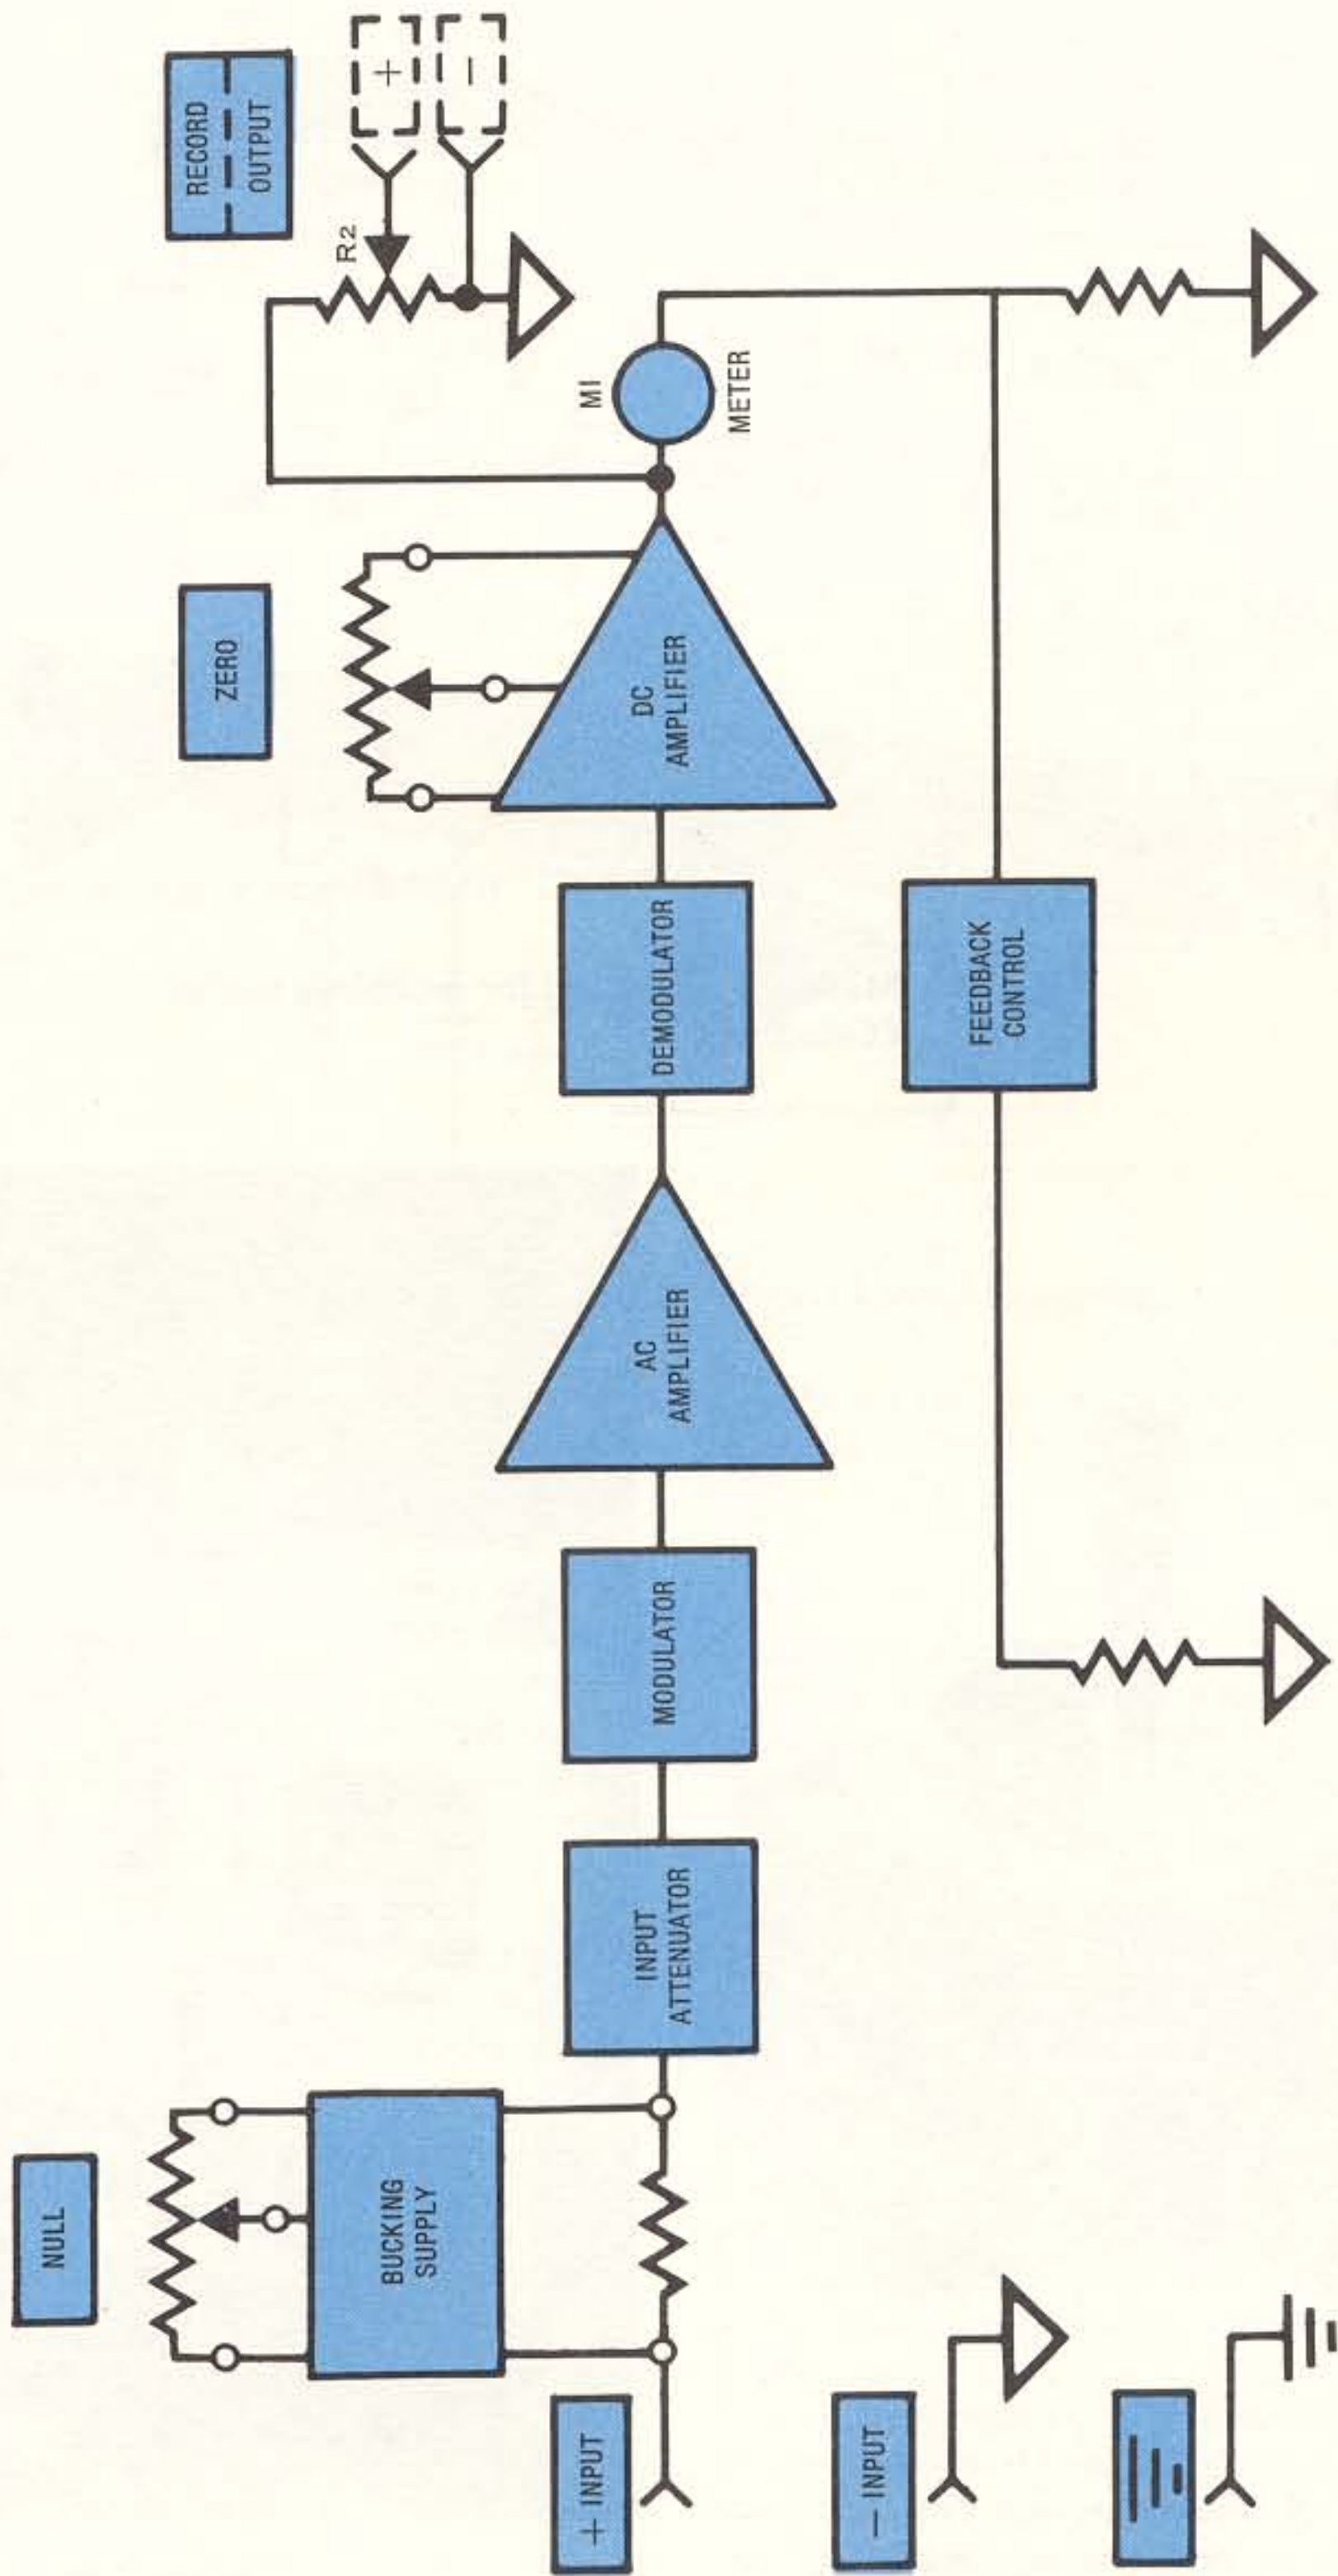 NULL
BUCKING
SUPPLY
+ INPUT
− INPUT
INPUT
ATTENUATOR
MODULATOR
AC
AMPLIFIER
DEMODULATOR
FEEDBACK
CONTROL
ZERO
DC
AMPLIFIER
MI
METER
RECORD
OUTPUT
R2
+
−